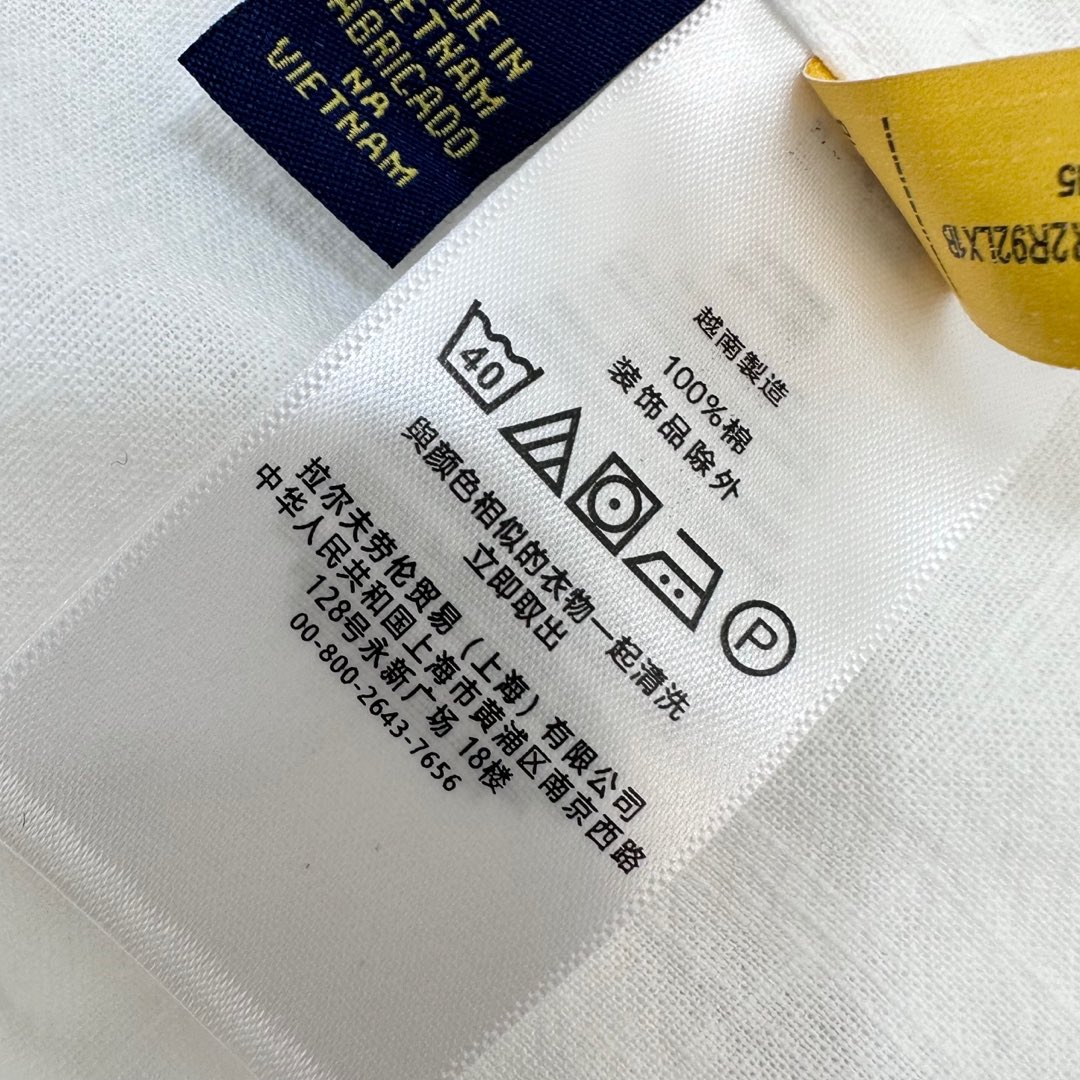 DE IN
VIETNAM
FABRICADO
NA
VIETNAM
R2R92LX1B
越南製造
100%棉
装饰品除外
40
P
與颜色相似的衣物一起清洗
立即取出
拉尔夫劳伦贸易（上海）有限公司
中华人民共和国上海市黄浦区南京西路
128号永新广场 18楼
00-800-2643-7656